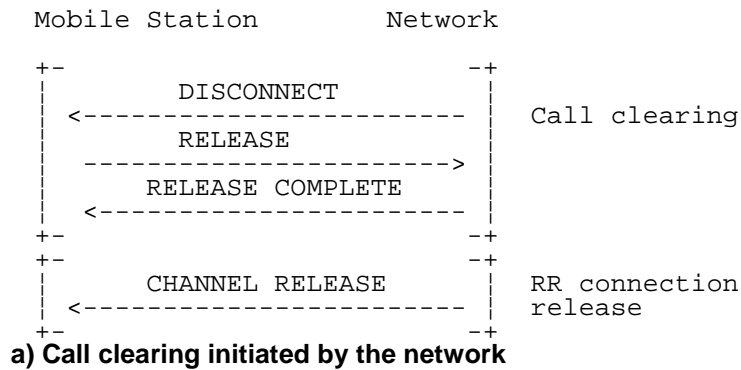 Mobile Station Network
DISCONNECT
Call clearing
RELEASE
RELEASE COMPLETE
CHANNEL RELEASE
RR connection
release
a) Call clearing initiated by the network